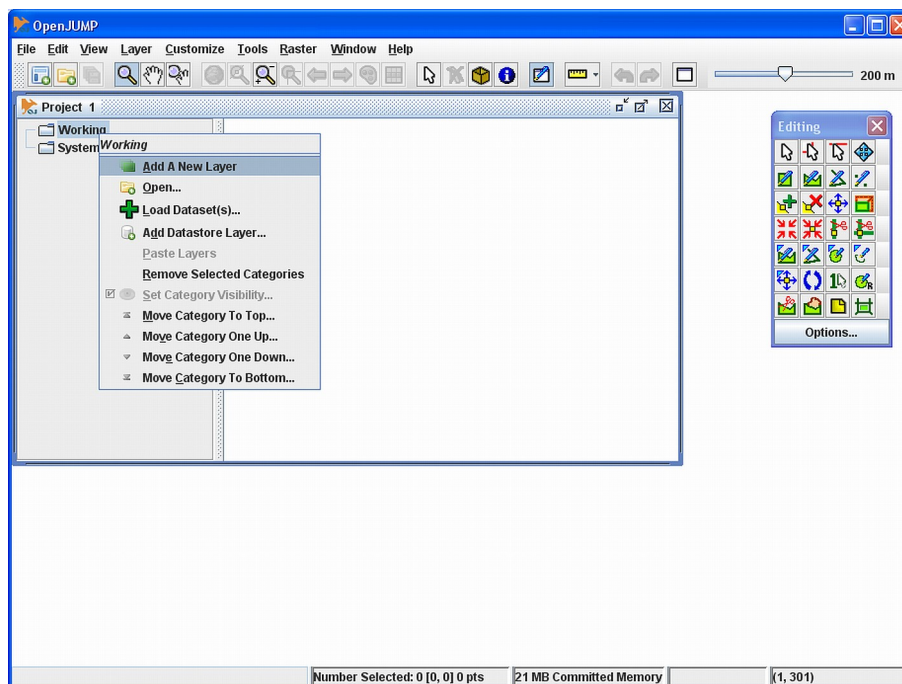 OpenJUMP
File Edit View Layer Customize Tools Raster Window Help
200 m
Project 1
Working
System
Working
Add A New Layer
Open...
Load Dataset(s)...
Add Datastore Layer...
Paste Layers
Remove Selected Categories
Set Category Visibility...
Move Category To Top...
Move Category One Up...
Move Category One Down...
Move Category To Bottom...
Editing
Options...
Number Selected: 0 [0, 0] 0 pts 21 MB Committed Memory (1, 301)